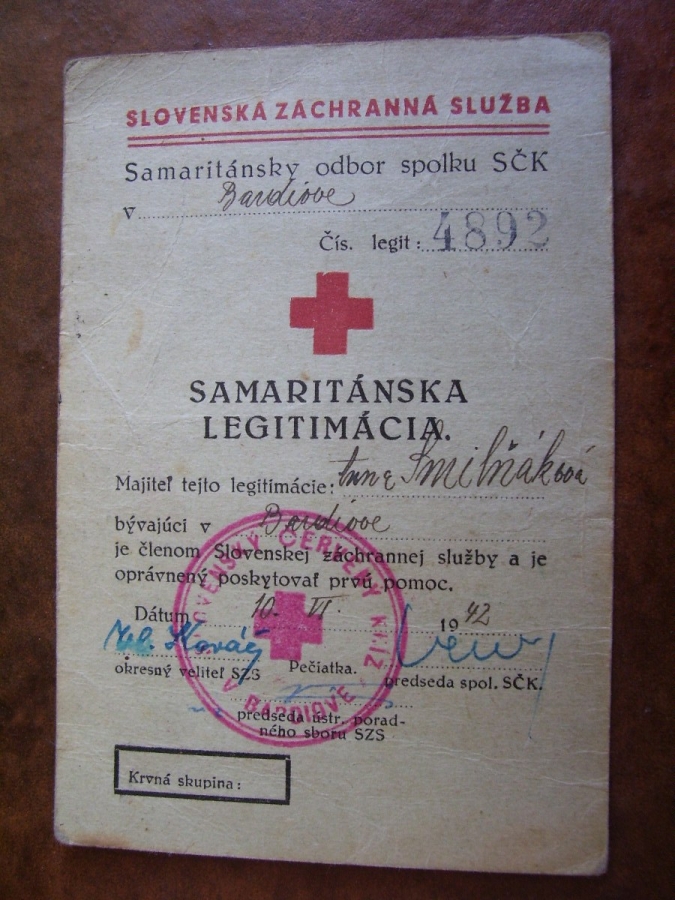 SLOVENSKÁ ZÁCHRANNÁ SLUŽBA
Samaritánsky odbor spolku SČK
v Bardiove
Čís. legit: 4892
SAMARITÁNSKA
LEGITIMÁCIA.
Majiteľ tejto legitimácie: Smilňáková
bývajúci v Bardiove
je členom Slovenskej záchrannej služby a je
oprávnený poskytovať prvú pomoc.
Dátum 10. VI. 1942
Kováč
okresný veliteľ SZS
Pečiatka.
predseda spol. SČK.
SLOVENSKÝ ČERVENÝ KRÍŽ
V BARDIOVE
predseda ústr. porad-
ného sboru SZS
Krvná skupina: